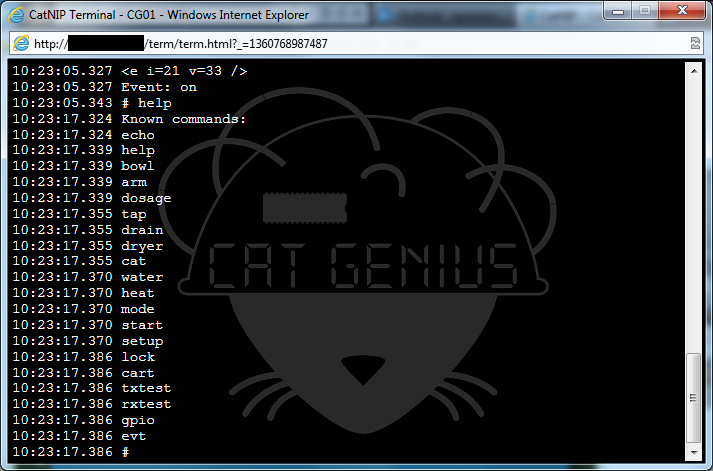 CatNIP Terminal - CG01 - Windows Internet Explorer
http:// /term/term.html?_=1360768987487
10:23:05.327 <e i=21 v=33 />
10:23:05.327 Event: on
10:23:05.343 # help
10:23:17.324 Known commands:
10:23:17.324 echo
10:23:17.339 help
10:23:17.339 bowl
10:23:17.339 arm
10:23:17.339 dosage
10:23:17.355 tap
10:23:17.355 drain
10:23:17.355 dryer
10:23:17.355 cat
10:23:17.370 water
10:23:17.370 heat
10:23:17.370 mode
10:23:17.370 start
10:23:17.370 setup
10:23:17.386 lock
10:23:17.386 cart
10:23:17.386 txtest
10:23:17.386 rxtest
10:23:17.386 gpio
10:23:17.386 evt
10:23:17.386 #
CAT GENIUS